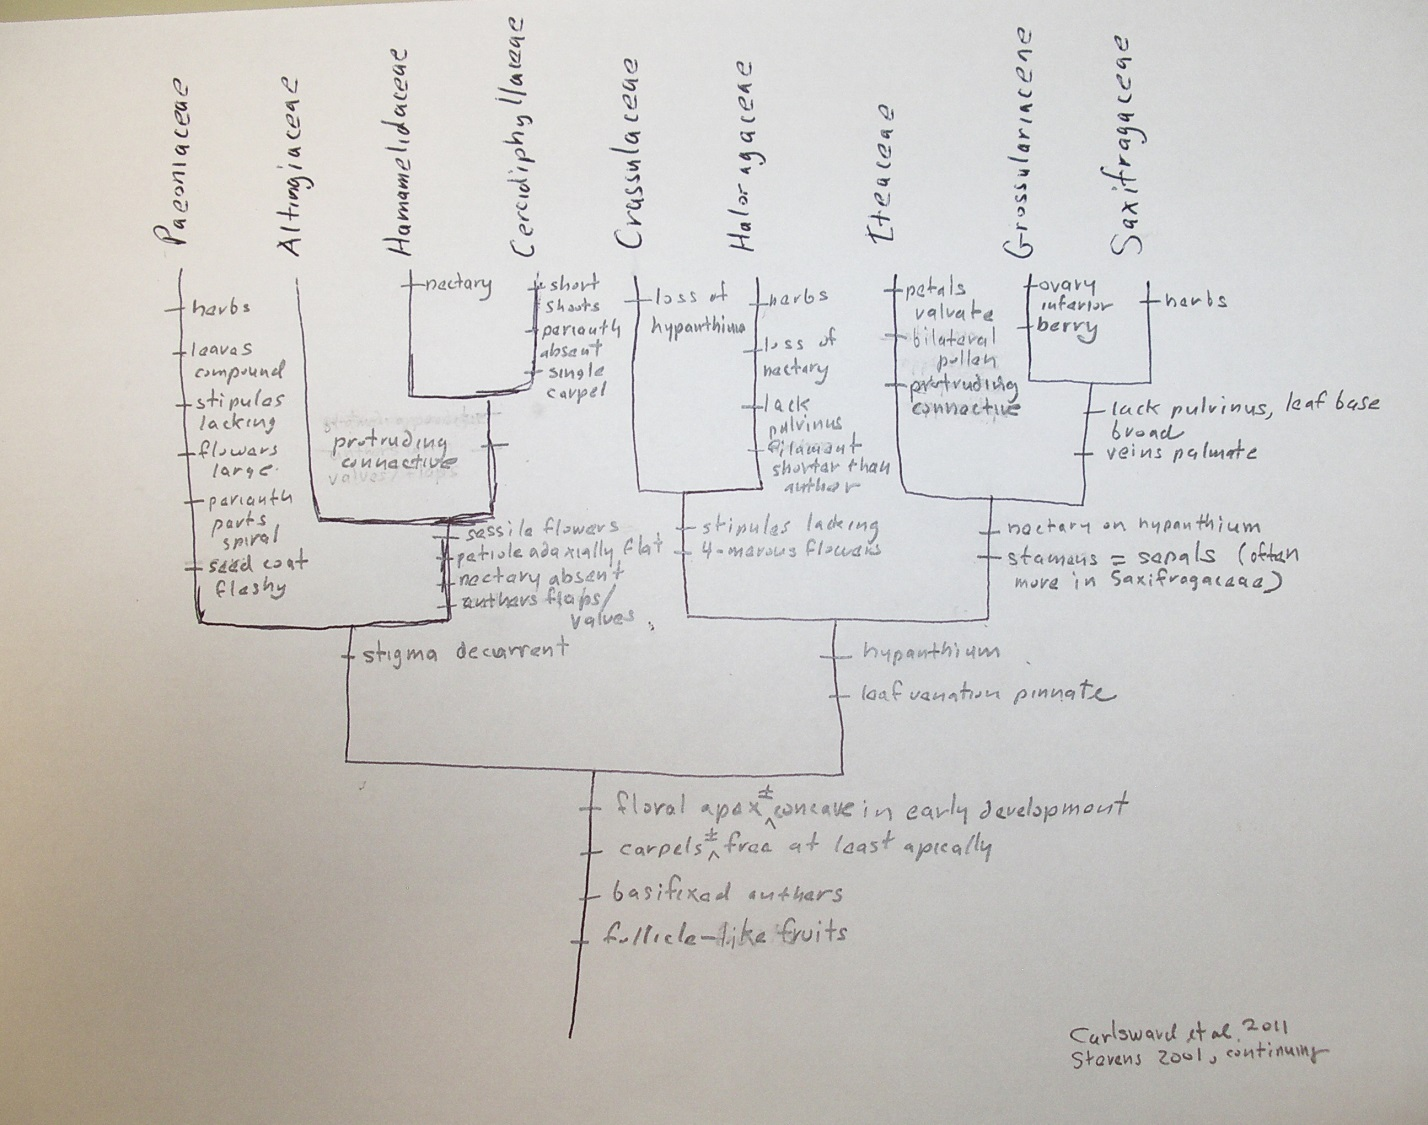 Paeoniaceae
Altingiaceae
Hamamelidaceae
Cercidiphyllaceae
Crassulaceae
Haloragaceae
Iteaceae
Grossulariaceae
Saxifragaceae
herbs
leaves
compound
stipules
lacking
flowers
large
perianth
parts
spiral
seed coat
fleshy
protruding
connective
nectary
short
shoots
perianth
absent
single
carpel
sessile flowers
petiole adaxially flat
nectary absent
anthers flaps/
valves
stigma decurrent
loss of
hypanthium
herbs
loss of
nectary
lack
pulvinus
filament
shorter than
anther
stipules lacking
4-merous flowers
petals
valvate
bilateral
pollen
protruding
connective
ovary
inferior
berry
herbs
lack pulvinus, leaf base
broad
veins palmate
nectary on hypanthium
stamens = sepals (often
more in Saxifragaceae)
hypanthium
leaf venation pinnate
floral apex ± concave in early development
carpels ± free at least apically
basifixed anthers
follicle-like fruits
Carlsward et al. 2011
Stevens 2001, continuing